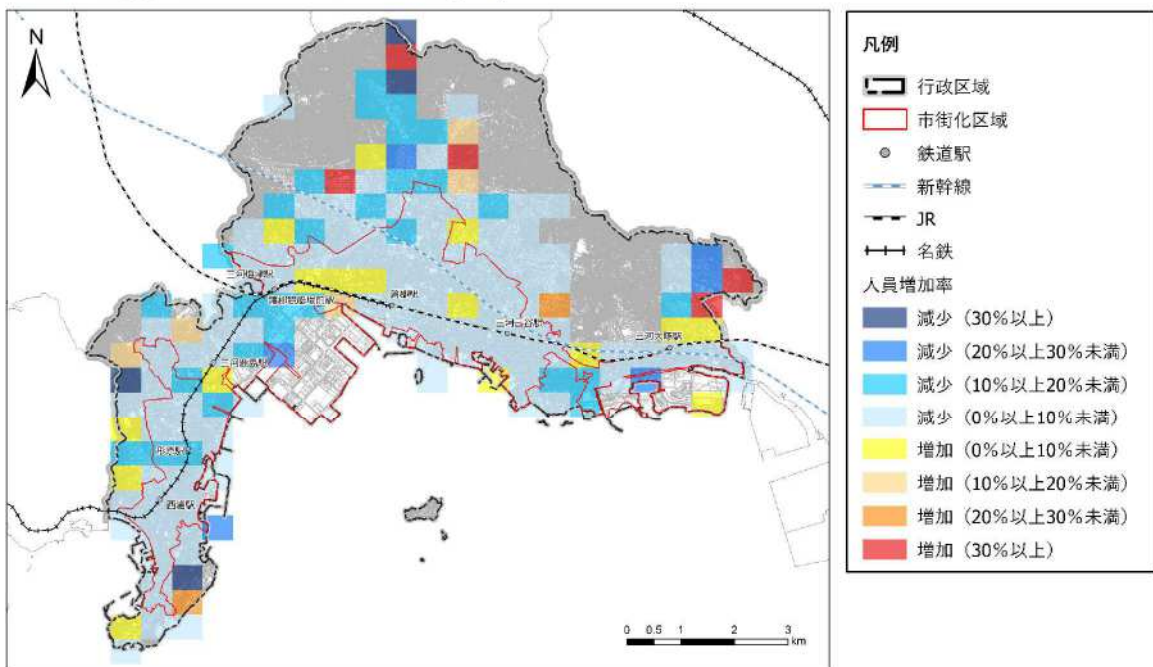 N
三河塩津駅
蒲郡競艇場前駅
蒲郡駅
三河三谷駅
三河大塚駅
三河鹿島駅
形原駅
西浦駅
0 0.5 1 2 3
km
凡例
行政区域
市街化区域
鉄道駅
新幹線
JR
名鉄
人員増加率
減少（30%以上）
減少（20%以上30%未満）
減少（10%以上20%未満）
減少（0%以上10%未満）
増加（0%以上10%未満）
増加（10%以上20%未満）
増加（20%以上30%未満）
増加（30%以上）